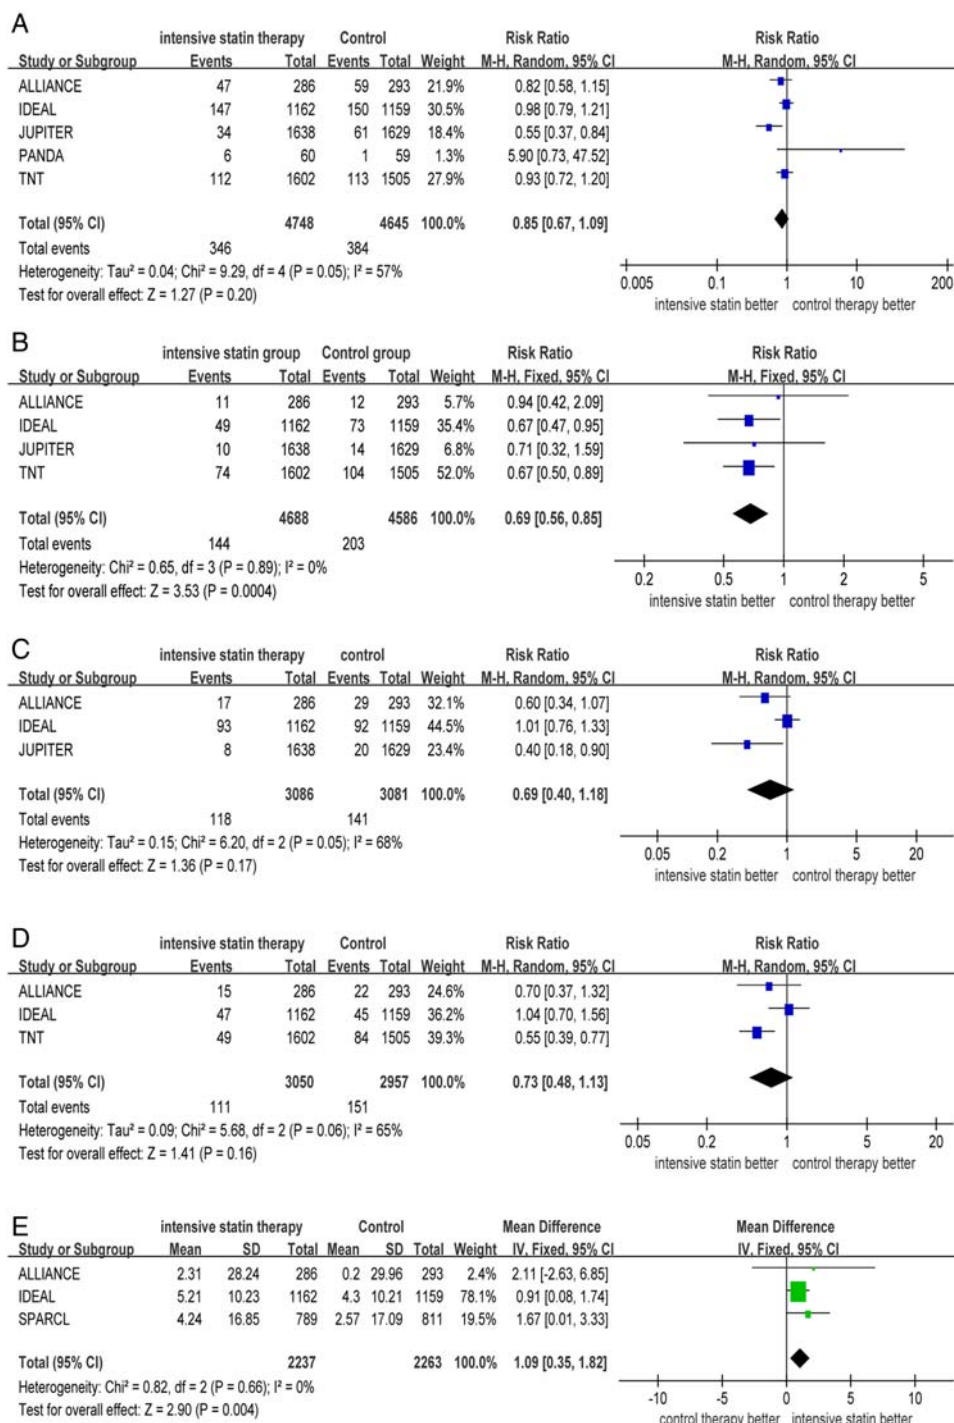 A
intensive statin therapy Control Risk Ratio Risk Ratio
Study or Subgroup Events Total Events Total Weight M-H, Random, 95% CI M-H, Random, 95% CI
ALLIANCE 47 286 59 293 21.9% 0.82 [0.58, 1.15]
IDEAL 147 1162 150 1159 30.5% 0.98 [0.79, 1.21]
JUPITER 34 1638 61 1629 18.4% 0.55 [0.37, 0.84]
PANDA 6 60 1 59 1.3% 5.90 [0.73, 47.52]
TNT 112 1602 113 1505 27.9% 0.93 [0.72, 1.20]
Total (95% CI) 4748 4645 100.0% 0.85 [0.67, 1.09]
Total events 346 384
Heterogeneity: Tau² = 0.04; Chi² = 9.29, df = 4 (P = 0.05); I² = 57%
Test for overall effect: Z = 1.27 (P = 0.20)
0.005 0.1 1 10 200
intensive statin better control therapy better
B
intensive statin group Control group Risk Ratio Risk Ratio
Study or Subgroup Events Total Events Total Weight M-H, Fixed, 95% CI M-H, Fixed, 95% CI
ALLIANCE 11 286 12 293 5.7% 0.94 [0.42, 2.09]
IDEAL 49 1162 73 1159 35.4% 0.67 [0.47, 0.95]
JUPITER 10 1638 14 1629 6.8% 0.71 [0.32, 1.59]
TNT 74 1602 104 1505 52.0% 0.67 [0.50, 0.89]
Total (95% CI) 4688 4586 100.0% 0.69 [0.56, 0.85]
Total events 144 203
Heterogeneity: Chi² = 0.65, df = 3 (P = 0.89); I² = 0%
Test for overall effect: Z = 3.53 (P = 0.0004)
0.2 0.5 1 2 5
intensive statin better control therapy better
C
intensive statin therapy control Risk Ratio Risk Ratio
Study or Subgroup Events Total Events Total Weight M-H, Random, 95% CI M-H, Random, 95% CI
ALLIANCE 17 286 29 293 32.1% 0.60 [0.34, 1.07]
IDEAL 93 1162 92 1159 44.5% 1.01 [0.76, 1.33]
JUPITER 8 1638 20 1629 23.4% 0.40 [0.18, 0.90]
Total (95% CI) 3086 3081 100.0% 0.69 [0.40, 1.18]
Total events 118 141
Heterogeneity: Tau² = 0.15; Chi² = 6.20, df = 2 (P = 0.05); I² = 68%
Test for overall effect: Z = 1.36 (P = 0.17)
0.05 0.2 1 5 20
intensive statin better control therapy better
D
intensive statin therapy Control Risk Ratio Risk Ratio
Study or Subgroup Events Total Events Total Weight M-H, Random, 95% CI M-H, Random, 95% CI
ALLIANCE 15 286 22 293 24.6% 0.70 [0.37, 1.32]
IDEAL 47 1162 45 1159 36.2% 1.04 [0.70, 1.56]
TNT 49 1602 84 1505 39.3% 0.55 [0.39, 0.77]
Total (95% CI) 3050 2957 100.0% 0.73 [0.48, 1.13]
Total events 111 151
Heterogeneity: Tau² = 0.09; Chi² = 5.68, df = 2 (P = 0.06); I² = 65%
Test for overall effect: Z = 1.41 (P = 0.16)
0.05 0.2 1 5 20
intensive statin better control therapy better
E
intensive statin therapy Control Mean Difference Mean Difference
Study or Subgroup Mean SD Total Mean SD Total Weight IV, Fixed, 95% CI IV, Fixed, 95% CI
ALLIANCE 2.31 28.24 286 0.2 29.96 293 2.4% 2.11 [-2.63, 6.85]
IDEAL 5.21 10.23 1162 4.3 10.21 1159 78.1% 0.91 [0.08, 1.74]
SPARCL 4.24 16.85 789 2.57 17.09 811 19.5% 1.67 [0.01, 3.33]
Total (95% CI) 2237 2263 100.0% 1.09 [0.35, 1.82]
Heterogeneity: Chi² = 0.82, df = 2 (P = 0.66); I² = 0%
Test for overall effect: Z = 2.90 (P = 0.004)
-10 -5 0 5 10
control therapy better intensive statin better